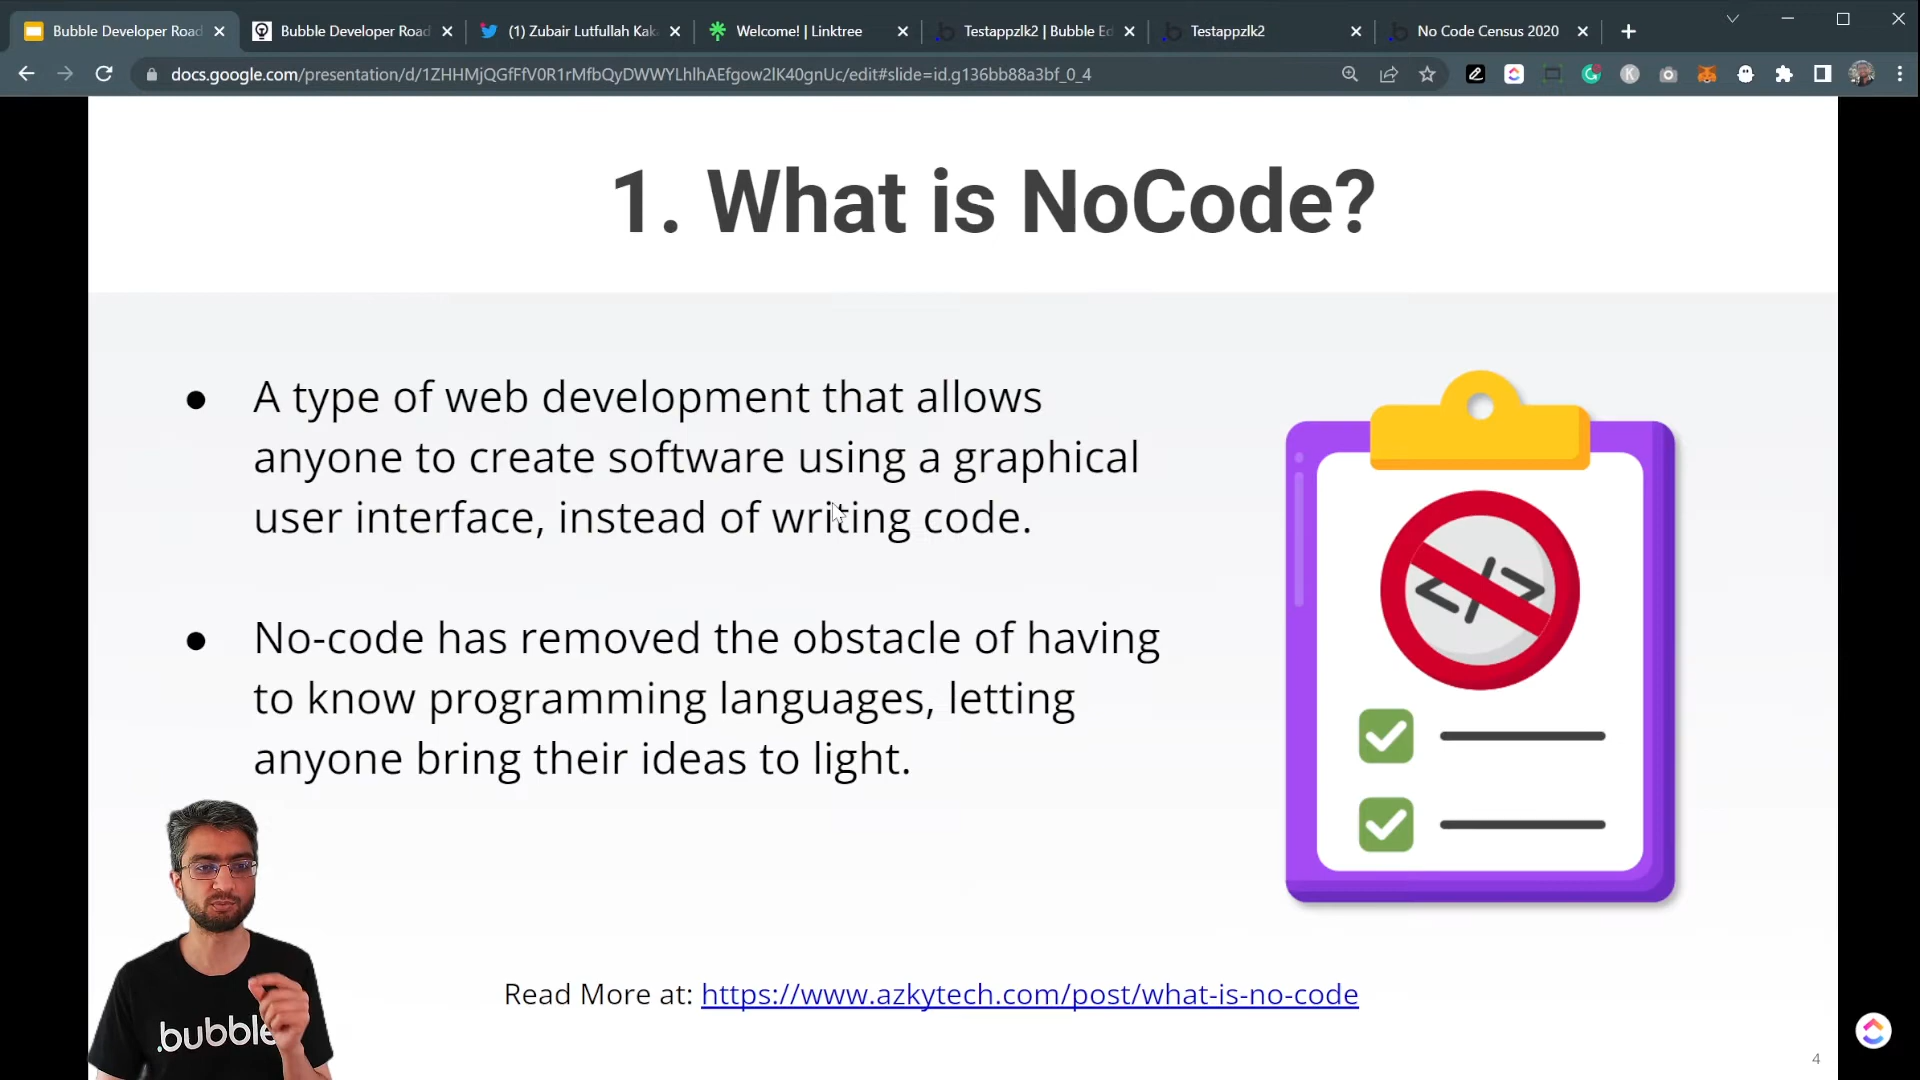 Bubble Developer Road
Bubble Developer Road
(1) Zubair Lutfullah Kaka
Welcome! | Linktree
Testappzlk2 | Bubble Ed
Testappzlk2
No Code Census 2020
docs.google.com/presentation/d/1ZHHMjQGfFfV0R1rMfbQyDWWYLhlhAEfgow2lK40gnUc/edit#slide=id.g136bb88a3bf_0_4
1. What is NoCode?
● A type of web development that allows
anyone to create software using a graphical
user interface, instead of writing code.
● No-code has removed the obstacle of having
to know programming languages, letting
anyone bring their ideas to light.
</>
.bubble
Read More at: https://www.azkytech.com/post/what-is-no-code
4